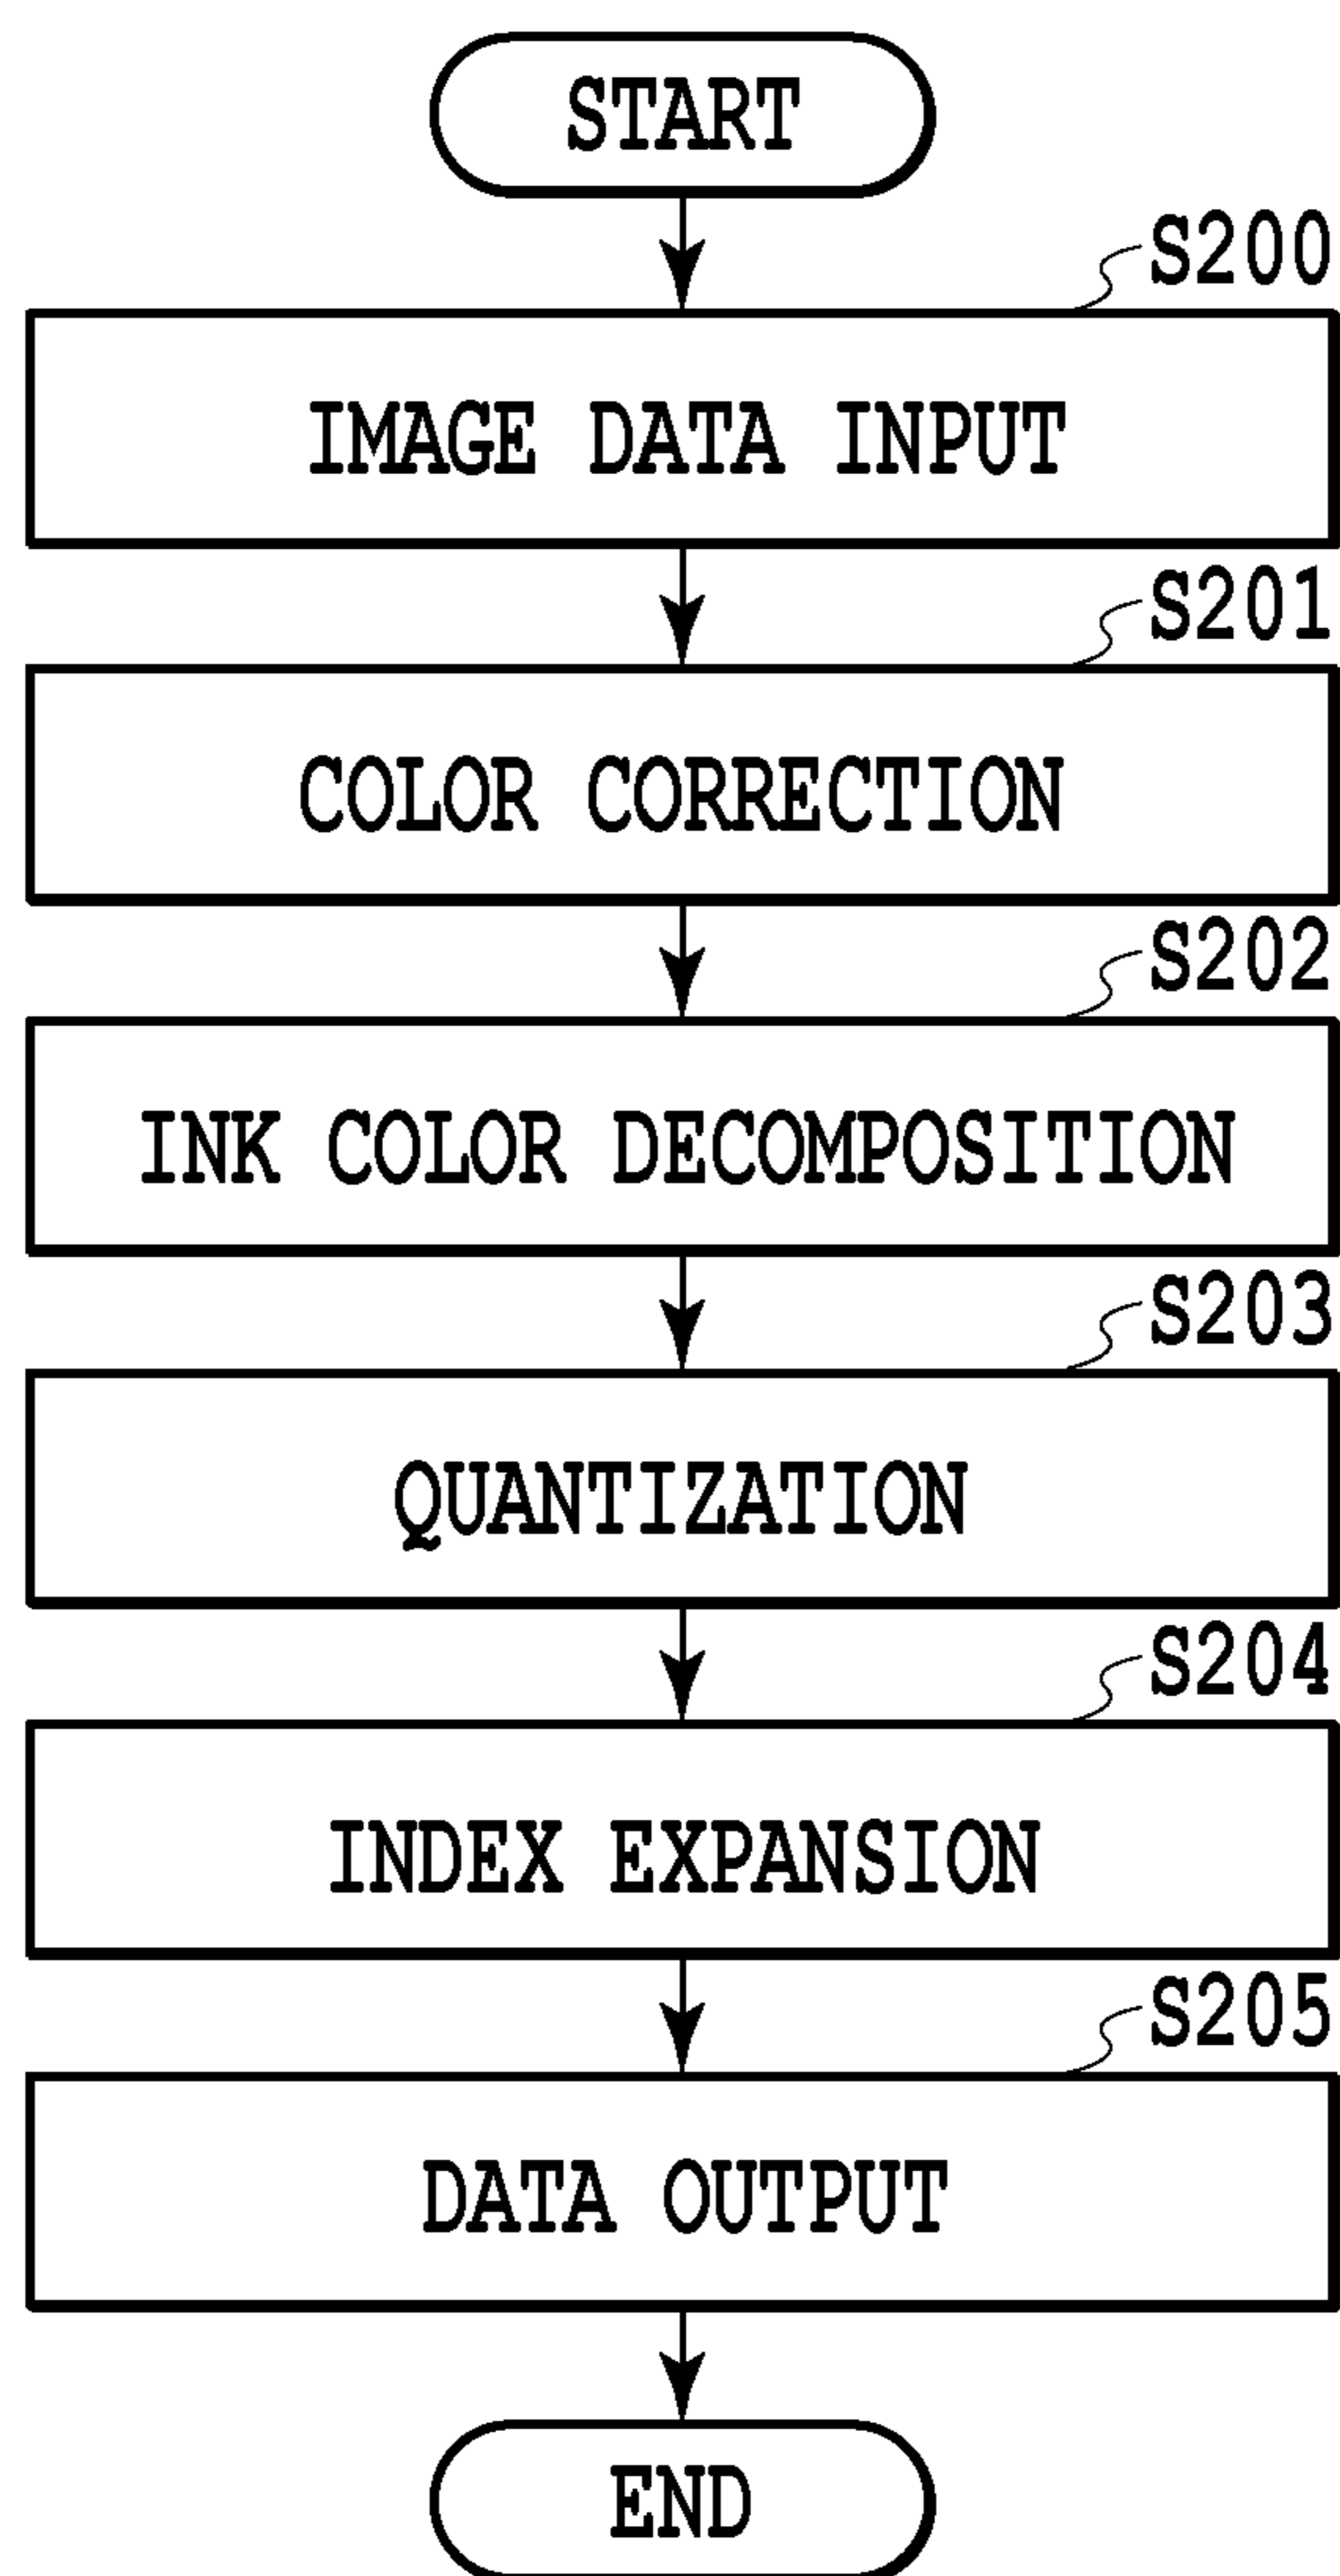 START
S200
IMAGE DATA INPUT
S201
COLOR CORRECTION
S202
INK COLOR DECOMPOSITION
S203
QUANTIZATION
S204
INDEX EXPANSION
S205
DATA OUTPUT
END